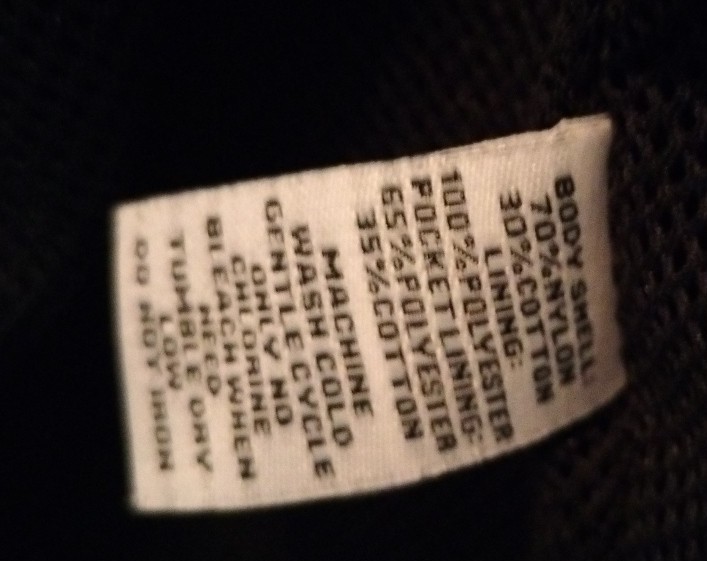 BODY SHELL:
70%NYLON
30%COTTON
LINING:
100%POLYESTER
POCKET LINING:
65%POLYESTER
35%COTTON
MACHINE
WASH COLD
GENTLE CYCLE
ONLY NO
CHLORINE
BLEACH WHEN
NEED
TUMBLE DRY
LOW
DO NOT IRON